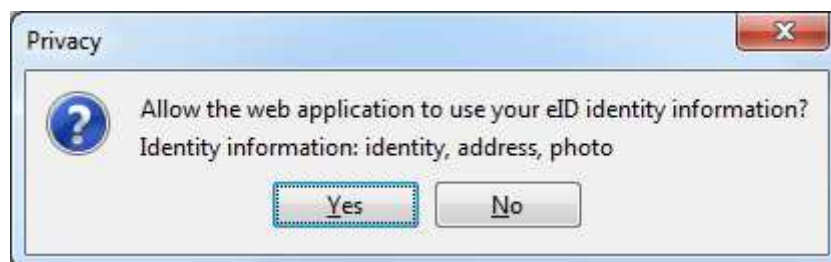 Privacy
Allow the web application to use your eID identity information?
Identity information: identity, address, photo
Yes
No